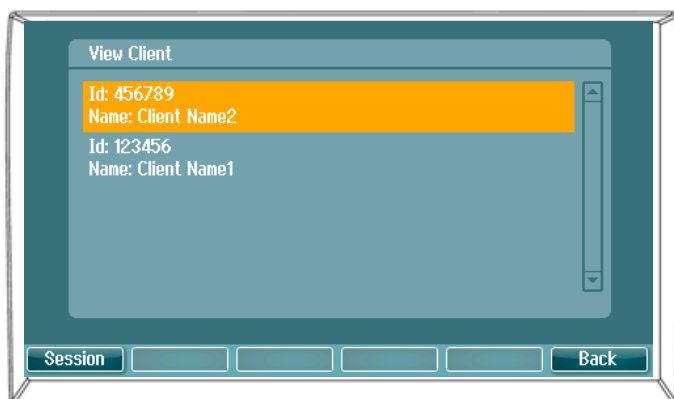 View Client
Id: 456789
Name: Client Name2
Id: 123456
Name: Client Name1
Session
Back